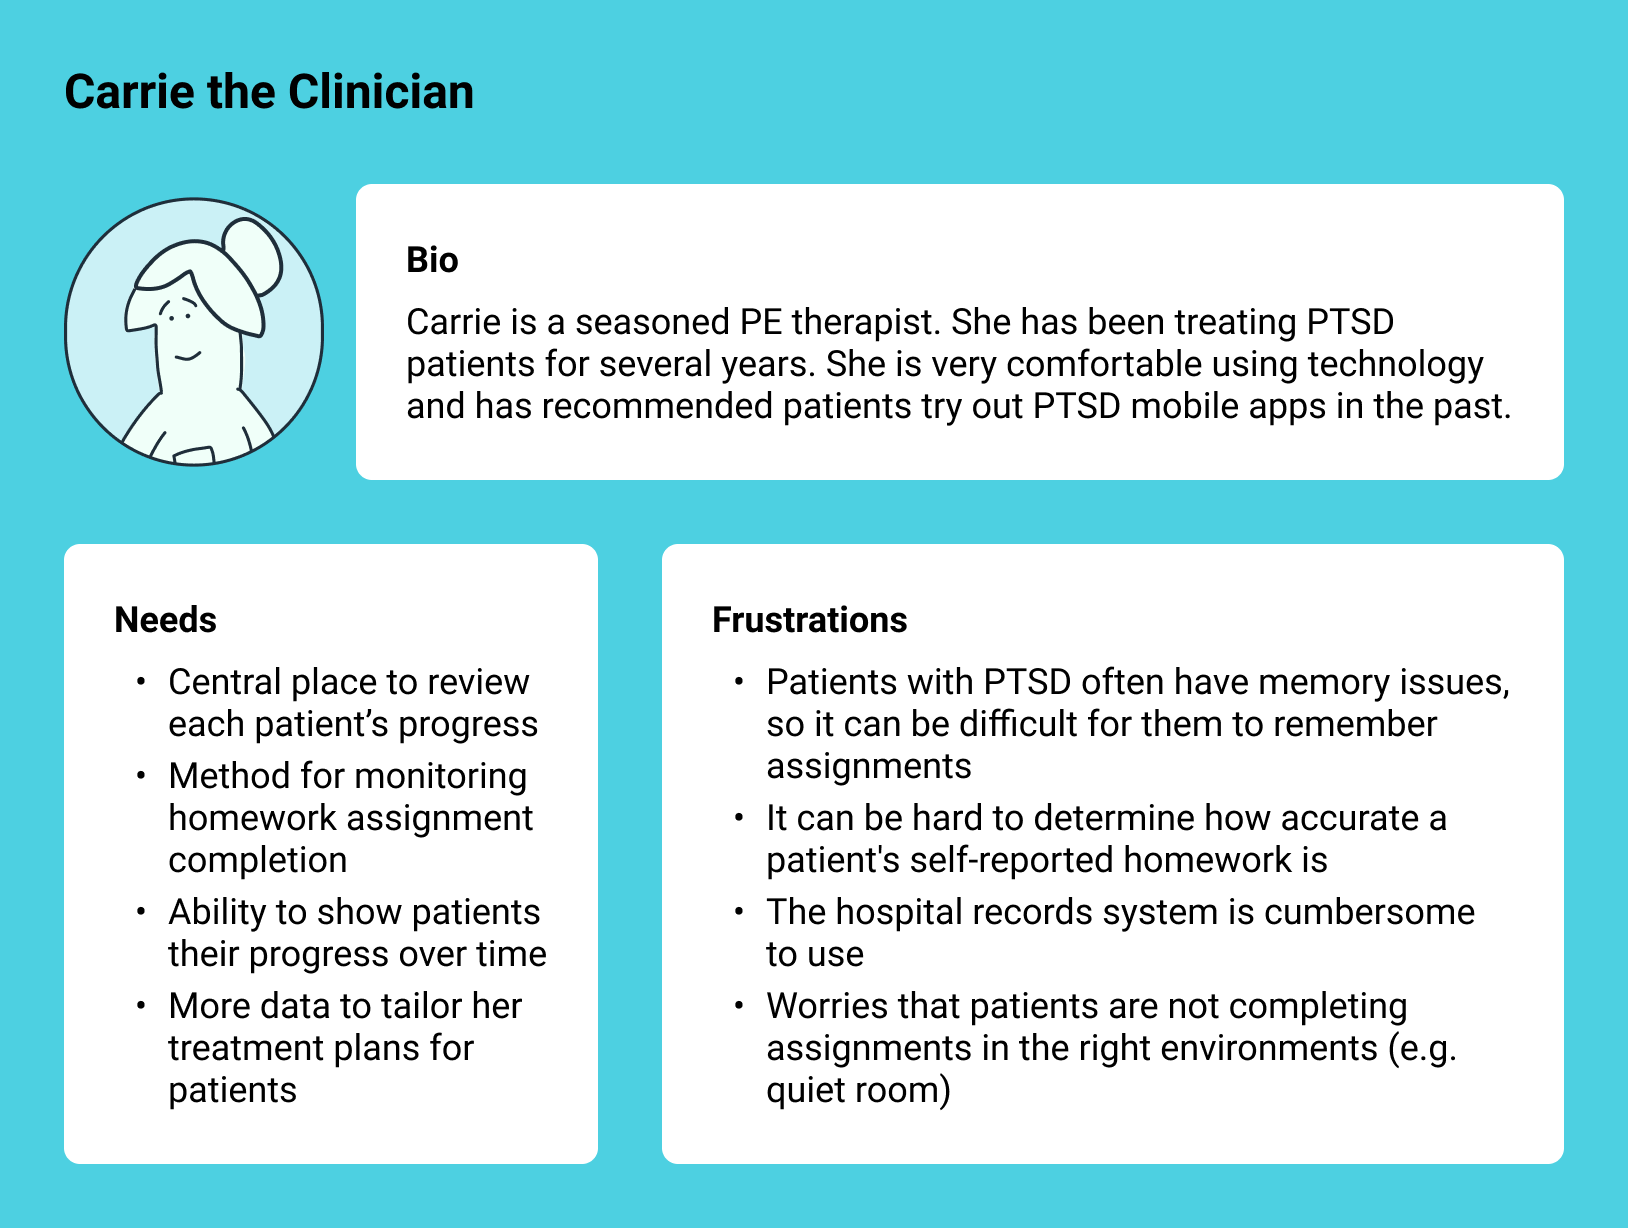 Carrie the Clinician
Bio
Carrie is a seasoned PE therapist. She has been treating PTSD
patients for several years. She is very comfortable using technology
and has recommended patients try out PTSD mobile apps in the past.
Needs
• Central place to review
each patient’s progress
• Method for monitoring
homework assignment
completion
• Ability to show patients
their progress over time
• More data to tailor her
treatment plans for
patients
Frustrations
• Patients with PTSD often have memory issues,
so it can be difficult for them to remember
assignments
• It can be hard to determine how accurate a
patient's self-reported homework is
• The hospital records system is cumbersome
to use
• Worries that patients are not completing
assignments in the right environments (e.g.
quiet room)